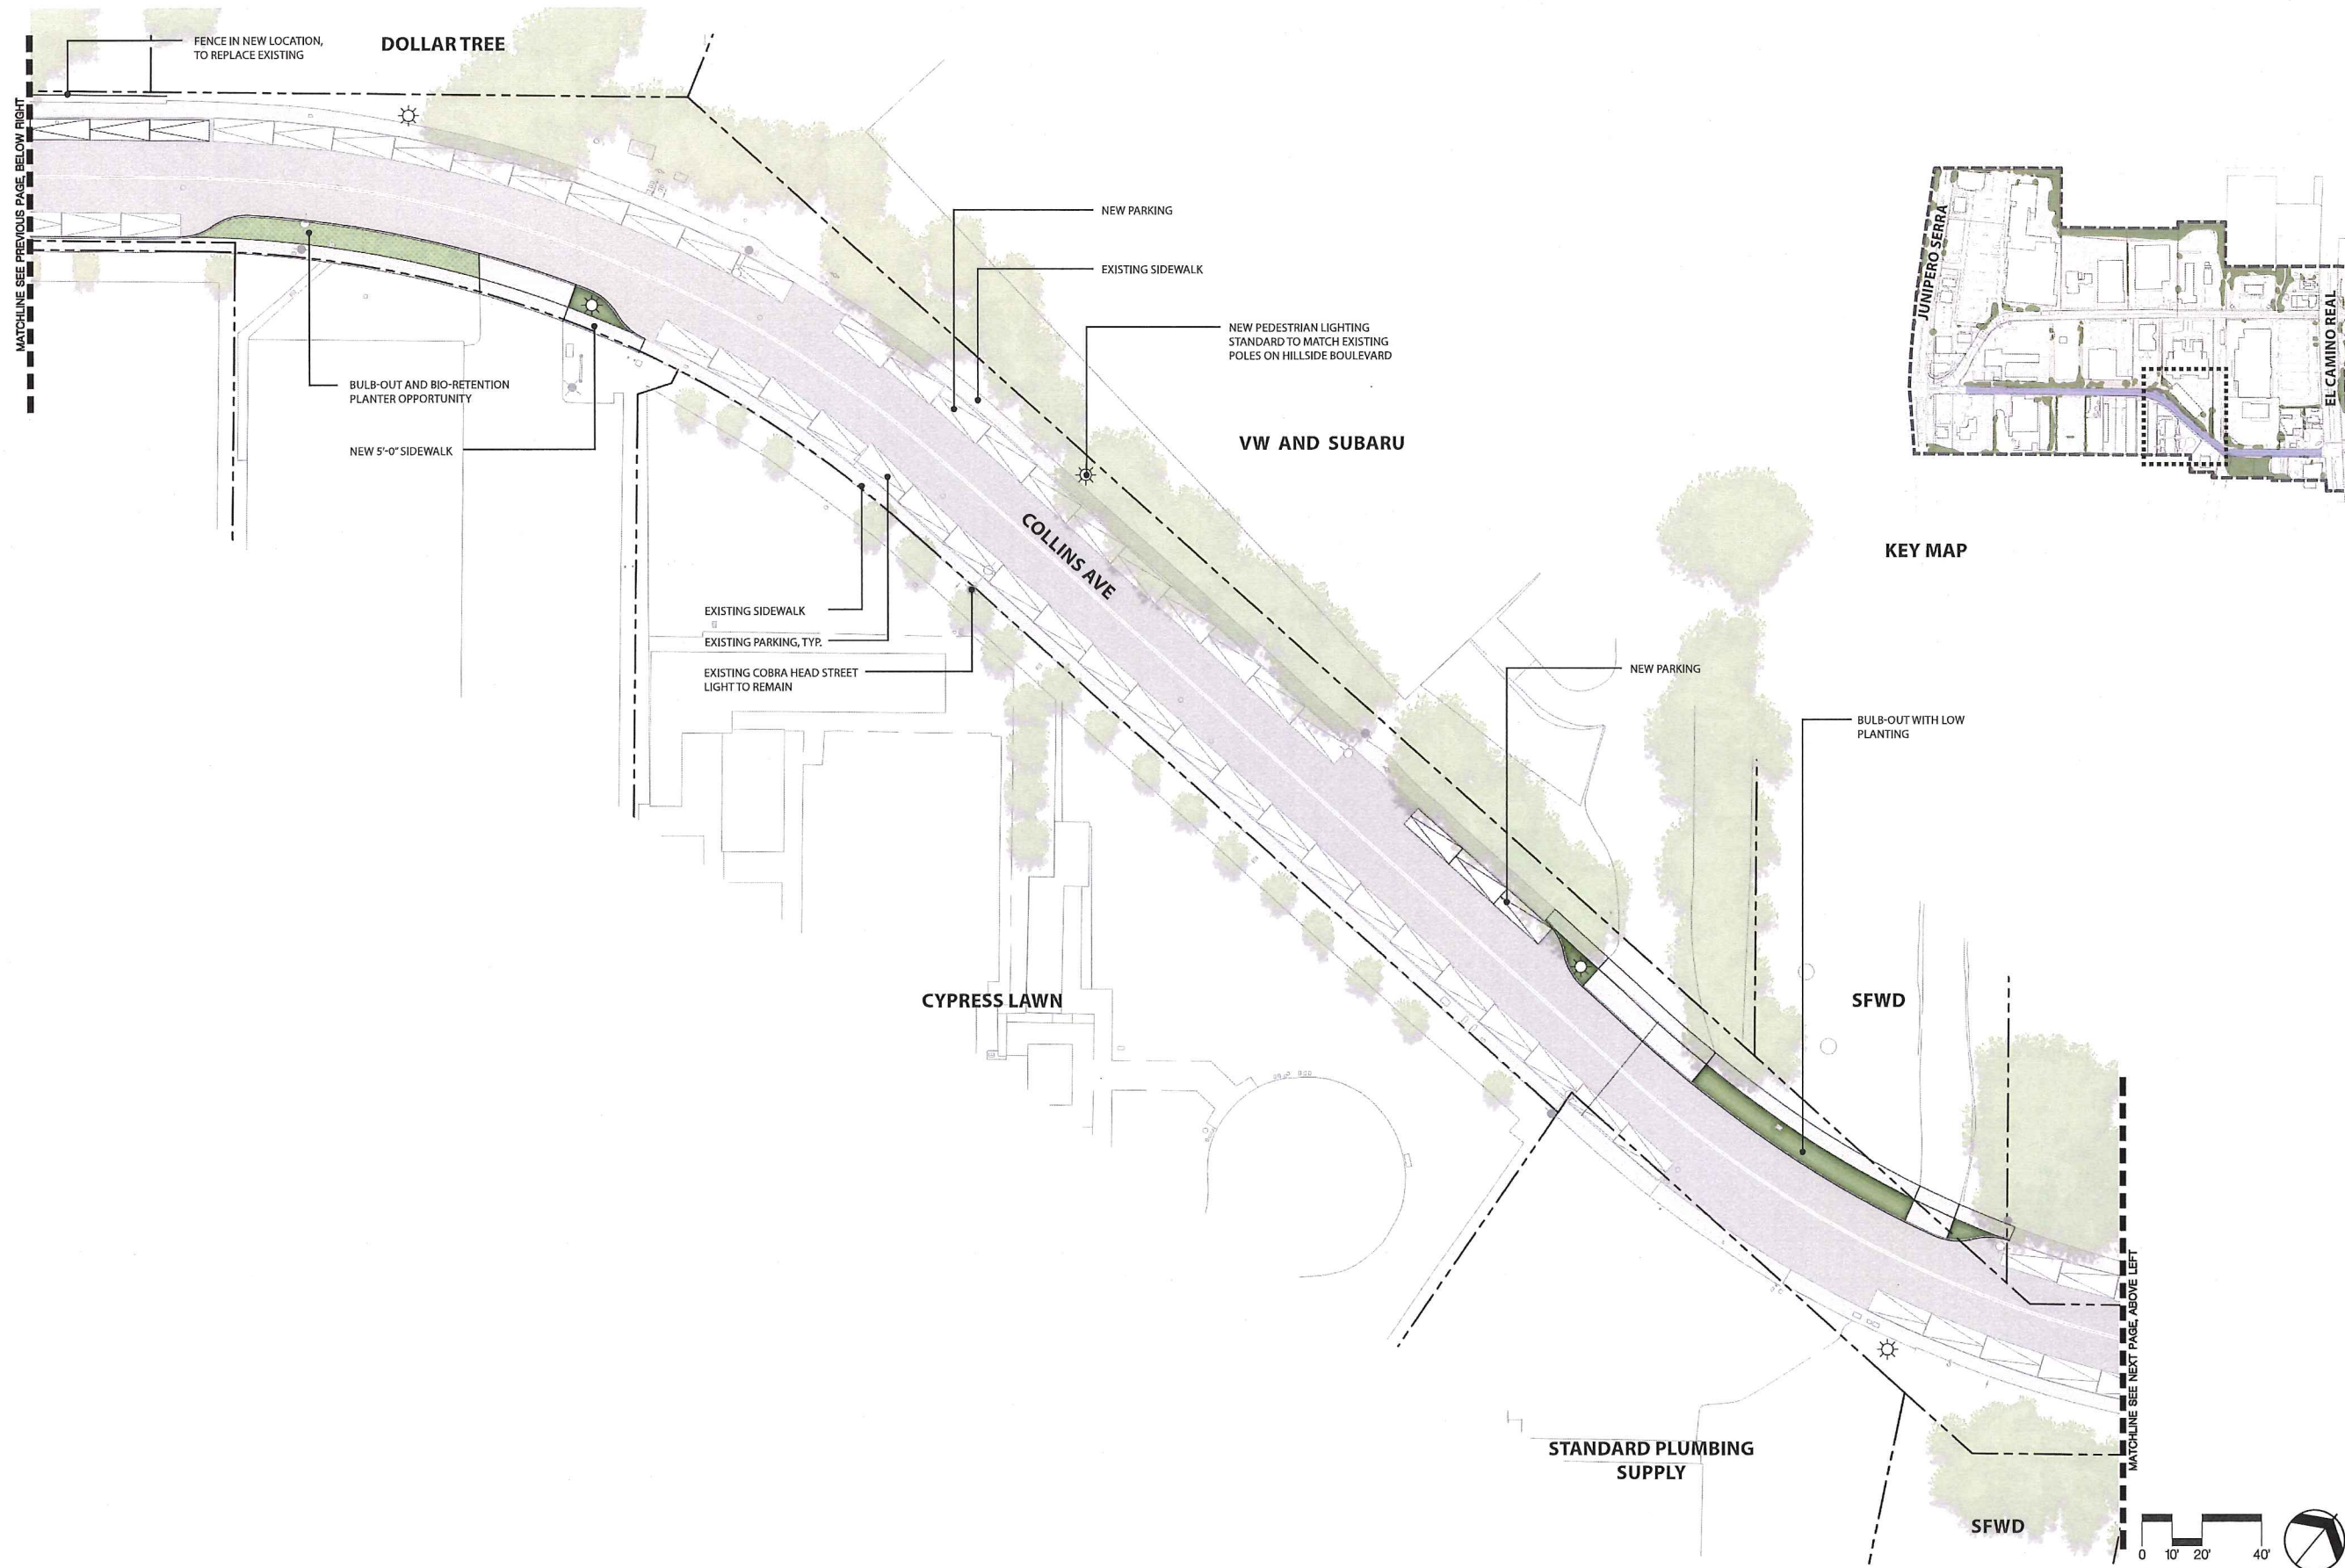 FENCE IN NEW LOCATION,
TO REPLACE EXISTING
DOLLAR TREE
MATCHLINE SEE PREVIOUS PAGE, BELOW RIGHT
NEW PARKING
EXISTING SIDEWALK
NEW PEDESTRIAN LIGHTING
STANDARD TO MATCH EXISTING
POLES ON HILLSIDE BOULEVARD
JUNIPERO SERRA
EL CAMINO REAL
BULB-OUT AND BIO-RETENTION
PLANTER OPPORTUNITY
NEW 5'-0" SIDEWALK
VW AND SUBARU
KEY MAP
COLLINS AVE
EXISTING SIDEWALK
EXISTING PARKING, TYP.
EXISTING COBRA HEAD STREET
LIGHT TO REMAIN
NEW PARKING
BULB-OUT WITH LOW
PLANTING
CYPRESS LAWN
SFWD
MATCHLINE SEE NEXT PAGE, ABOVE LEFT
STANDARD PLUMBING
SUPPLY
SFWD
0 10' 20' 40'